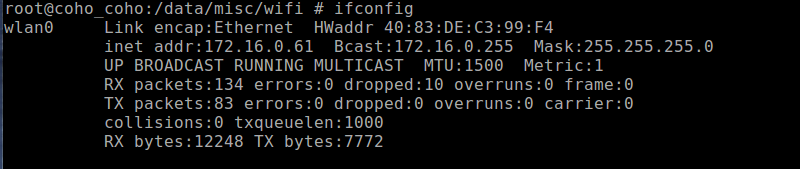 root@coho_coho:/data/misc/wifi # ifconfig
wlan0     Link encap:Ethernet  HWaddr 40:83:DE:C3:99:F4
          inet addr:172.16.0.61  Bcast:172.16.0.255  Mask:255.255.255.0
          UP BROADCAST RUNNING MULTICAST  MTU:1500  Metric:1
          RX packets:134 errors:0 dropped:10 overruns:0 frame:0
          TX packets:83 errors:0 dropped:0 overruns:0 carrier:0
          collisions:0 txqueuelen:1000
          RX bytes:12248 TX bytes:7772